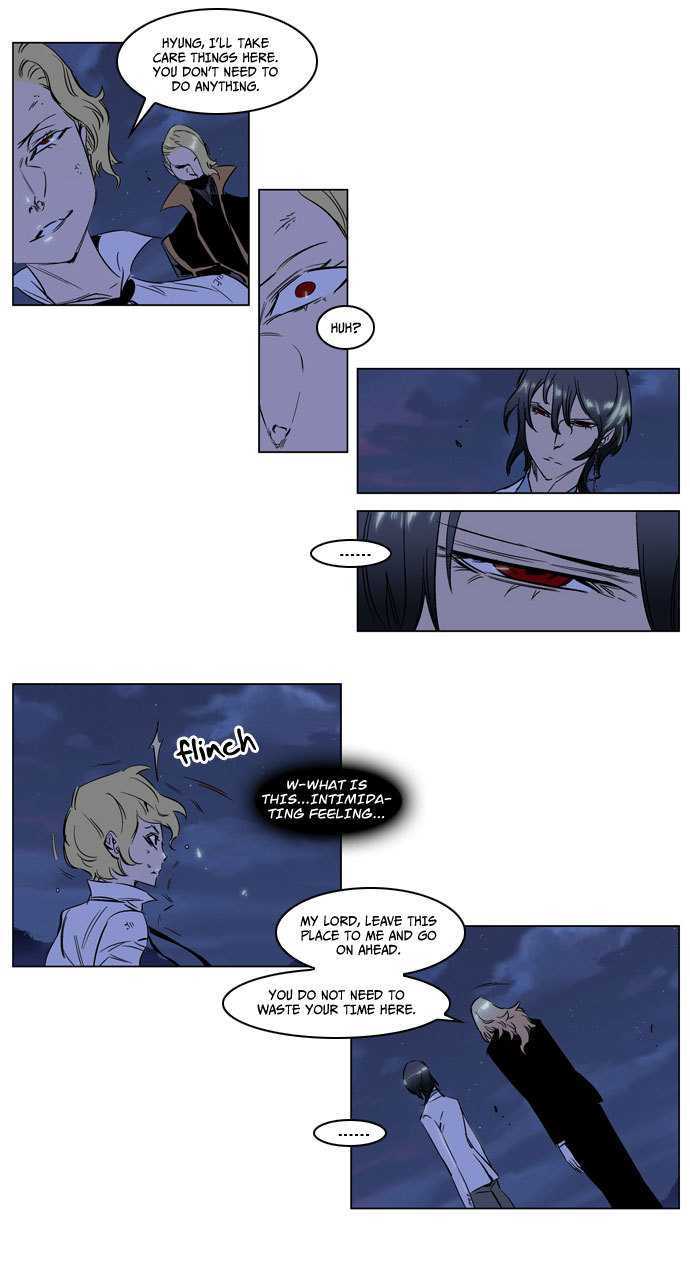 HYUNG, I'LL TAKE
CARE THINGS HERE.
YOU DON'T NEED TO
DO ANYTHING.
HUH?
......
flinch
W-WHAT IS
THIS...INTIMIDA-
TING FEELING...
MY LORD, LEAVE THIS
PLACE TO ME AND GO
ON AHEAD.
YOU DO NOT NEED TO
WASTE YOUR TIME HERE.
......